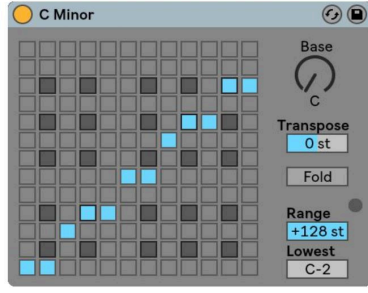 C Minor
Base
C
Transpose
0 st
Fold
Range
+128 st
Lowest
C-2